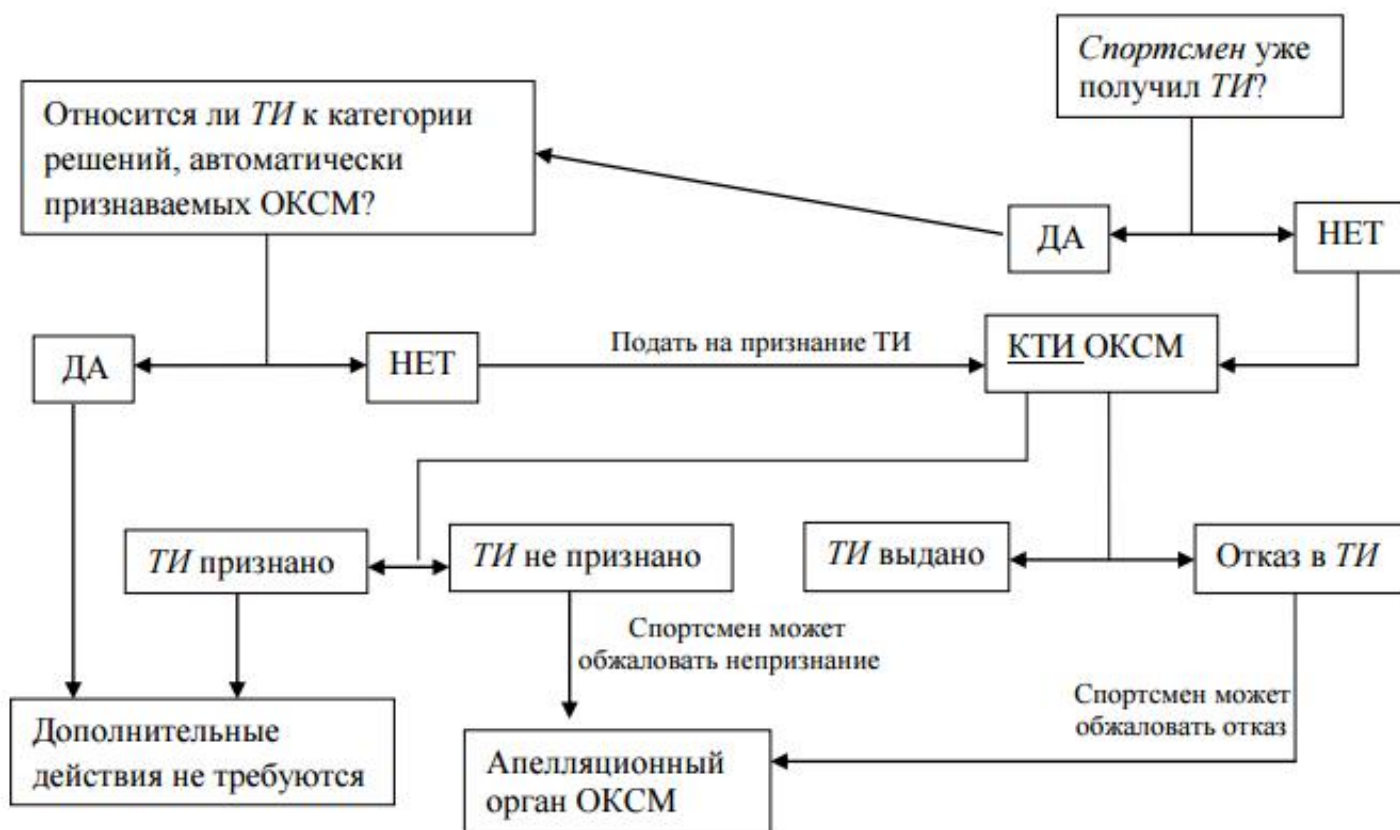 Спортсмен уже
получил ТИ?
Относится ли ТИ к категории
решений, автоматически
признаваемых ОКСМ?
ДА
НЕТ
ДА
НЕТ
Подать на признание ТИ
КТИ ОКСМ
ТИ признано
ТИ не признано
ТИ выдано
Отказ в ТИ
Спортсмен может
обжаловать непризнание
Спортсмен может
обжаловать отказ
Дополнительные
действия не требуются
Апелляционный
орган ОКСМ